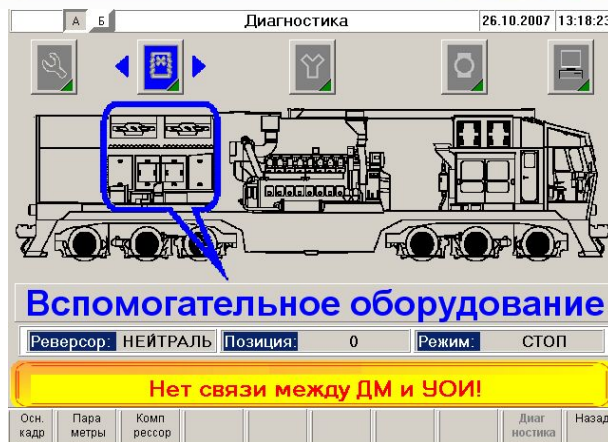 А Б Диагностика 26.10.2007 13:18:23
Вспомогательное оборудование
Реверсор: НЕЙТРАЛЬ Позиция: 0 Режим: СТОП
Нет связи между ДМ и УОИ!
Осн. Пара Комп Диаг Назад
кадр метры рессор ностика